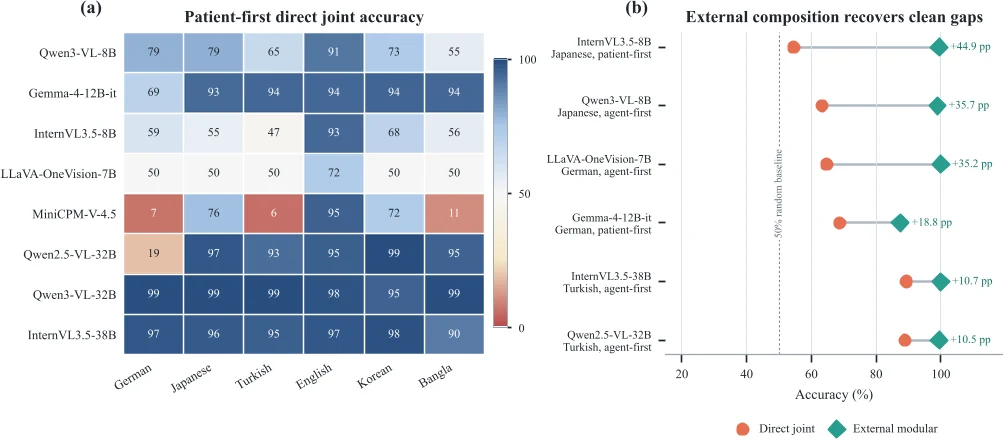 (a)
Patient-first direct joint accuracy
Qwen3-VL-8B 79 79 65 91 73 55
Gemma-4-12B-it 69 93 94 94 94 94
InternVL3.5-8B 59 55 47 93 68 56
LLaVA-OneVision-7B 50 50 50 72 50 50
MiniCPM-V-4.5 7 76 6 95 72 11
Qwen2.5-VL-32B 19 97 93 95 99 95
Qwen3-VL-32B 99 99 99 98 95 99
InternVL3.5-38B 97 96 95 97 98 90
German Japanese Turkish English Korean Bangla
100
50
0
(b)
External composition recovers clean gaps
InternVL3.5-8B
Japanese, patient-first
+44.9 pp
Qwen3-VL-8B
Japanese, agent-first
+35.7 pp
LLaVA-OneVision-7B
German, agent-first
+35.2 pp
Gemma-4-12B-it
German, patient-first
+18.8 pp
InternVL3.5-38B
Turkish, agent-first
+10.7 pp
Qwen2.5-VL-32B
Turkish, agent-first
+10.5 pp
50% random baseline
20 40 60 80 100
Accuracy (%)
Direct joint External modular